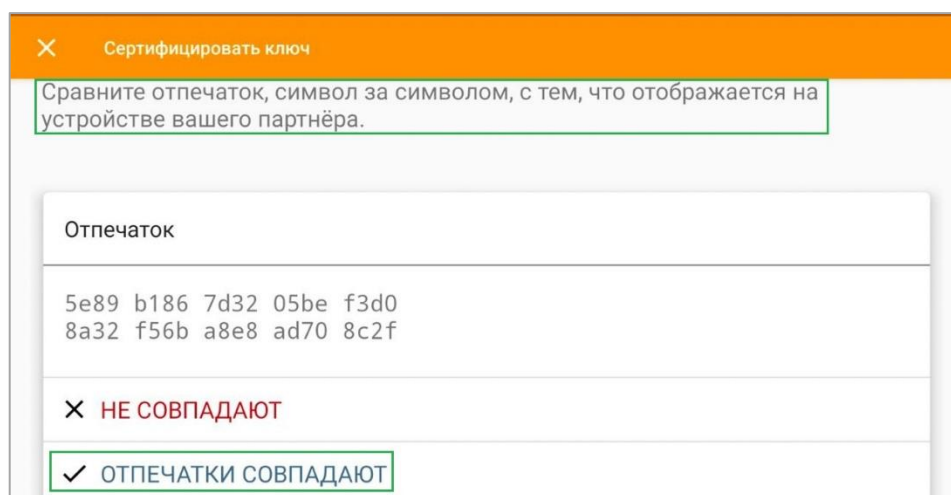 Сертифицировать ключ
Сравните отпечаток, символ за символом, с тем, что отображается на
устройстве вашего партнёра.
Отпечаток
5e89 b186 7d32 05be f3d0
8a32 f56b a8e8 ad70 8c2f
НЕ СОВПАДАЮТ
ОТПЕЧАТКИ СОВПАДАЮТ